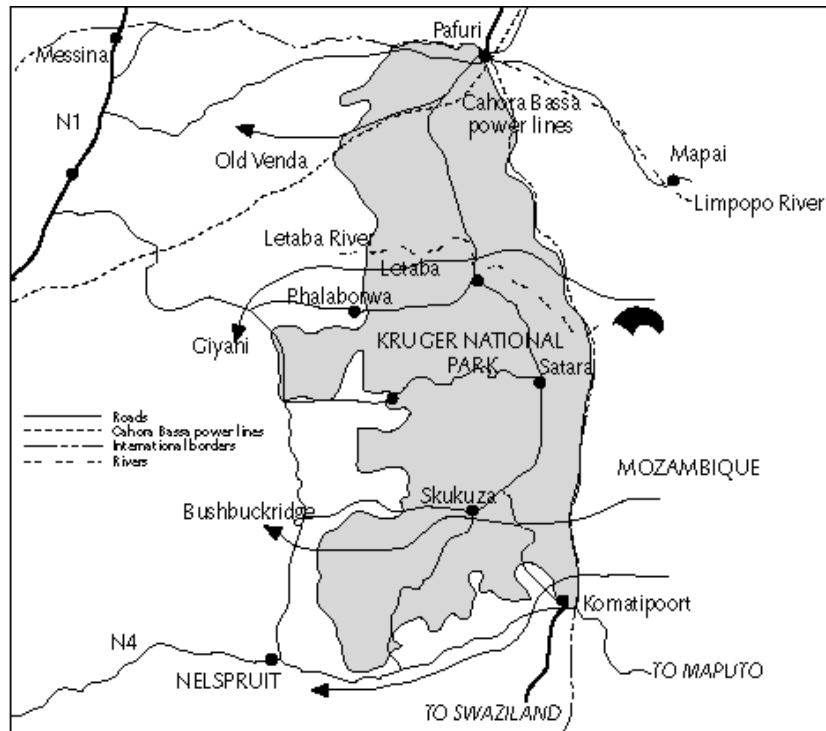 Pafuri
Messina
Cahora Bassa
power lines
N1
Old Venda
Mapai
Limpopo River
Letaba River
Letaba
Phalaborwa
Giyani
KRUGER NATIONAL
PARK
Satara
Roads
Cahora Bassa power lines
International borders
Rivers
MOZAMBIQUE
Skukuza
Bushbuckridge
Komatipoort
N4
NELSPRUIT
TO MAPUTO
TO SWAZILAND